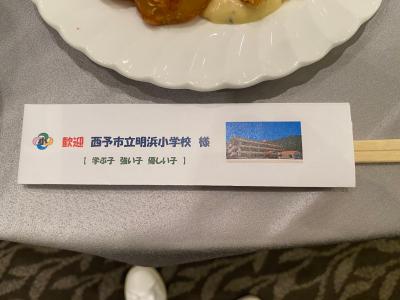 歓迎 西予市立明浜小学校 様
【 学ぶ子 強い子 優しい子 】